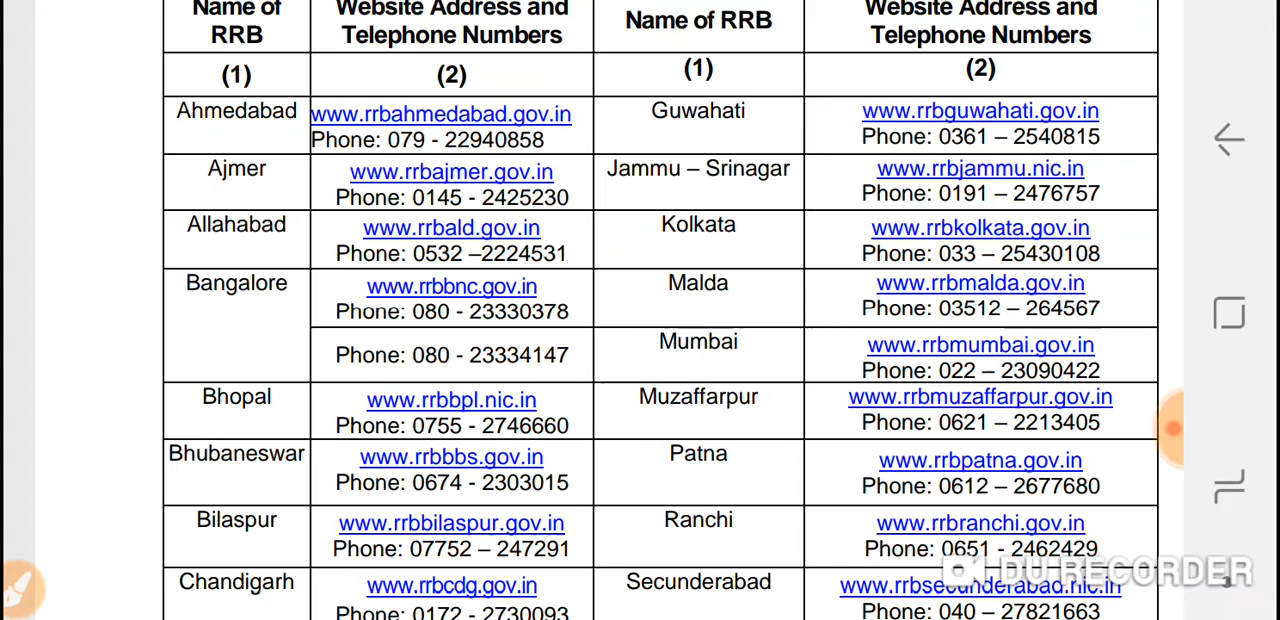 Name of RRB
Website Address and Telephone Numbers
Name of RRB
Website Address and Telephone Numbers
(1)
(2)
(1)
(2)
Ahmedabad
www.rrbahmedabad.gov.in
Phone: 079 - 22940858
Guwahati
www.rrbguwahati.gov.in
Phone: 0361 – 2540815
Ajmer
www.rrbajmer.gov.in
Phone: 0145 - 2425230
Jammu – Srinagar
www.rrbjammu.nic.in
Phone: 0191 – 2476757
Allahabad
www.rrbald.gov.in
Phone: 0532 –2224531
Kolkata
www.rrbkolkata.gov.in
Phone: 033 – 25430108
Bangalore
www.rrbbnc.gov.in
Phone: 080 - 23330378
Malda
www.rrbmalda.gov.in
Phone: 03512 – 264567
Phone: 080 - 23334147
Mumbai
www.rrbmumbai.gov.in
Phone: 022 – 23090422
Bhopal
www.rrbbpl.nic.in
Phone: 0755 - 2746660
Muzaffarpur
www.rrbmuzaffarpur.gov.in
Phone: 0621 – 2213405
Bhubaneswar
www.rrbbbs.gov.in
Phone: 0674 - 2303015
Patna
www.rrbpatna.gov.in
Phone: 0612 – 2677680
Bilaspur
www.rrbbilaspur.gov.in
Phone: 07752 – 247291
Ranchi
www.rrbranchi.gov.in
Phone: 0651 - 2462429
Chandigarh
www.rrbcdg.gov.in
Phone: 0172 - 2730093
Secunderabad
www.rrbsecunderabad.nic.in
Phone: 040 – 27821663
DU RECORDER
3